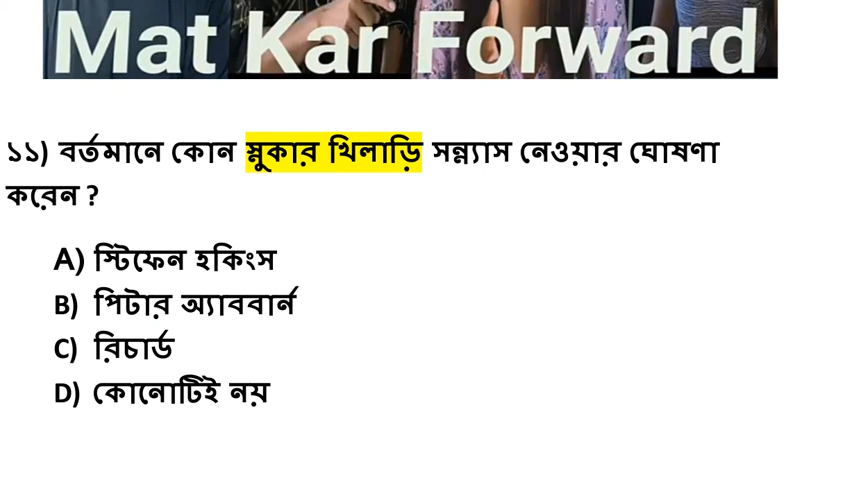 Mat Kar Forward
১১) বর্তমানে কোন স্নুকার খিলাড়ি সন্ন্যাস নেওয়ার ঘোষণা
করেন ?
A) স্টিফেন হকিংস
B) পিটার অ্যাববার্ন
C) রিচার্ড
D) কোনোটিই নয়